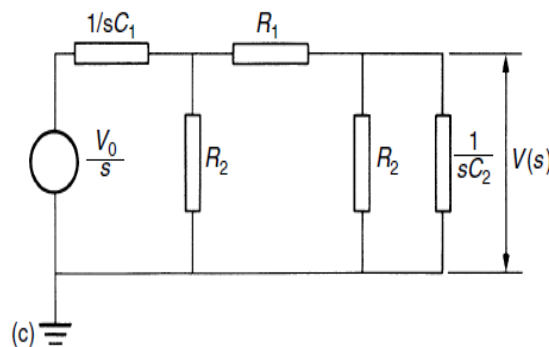 1/sC₁
R₁
V₀/s
R₂
R₂
1/sC₂
V(s)
(c)